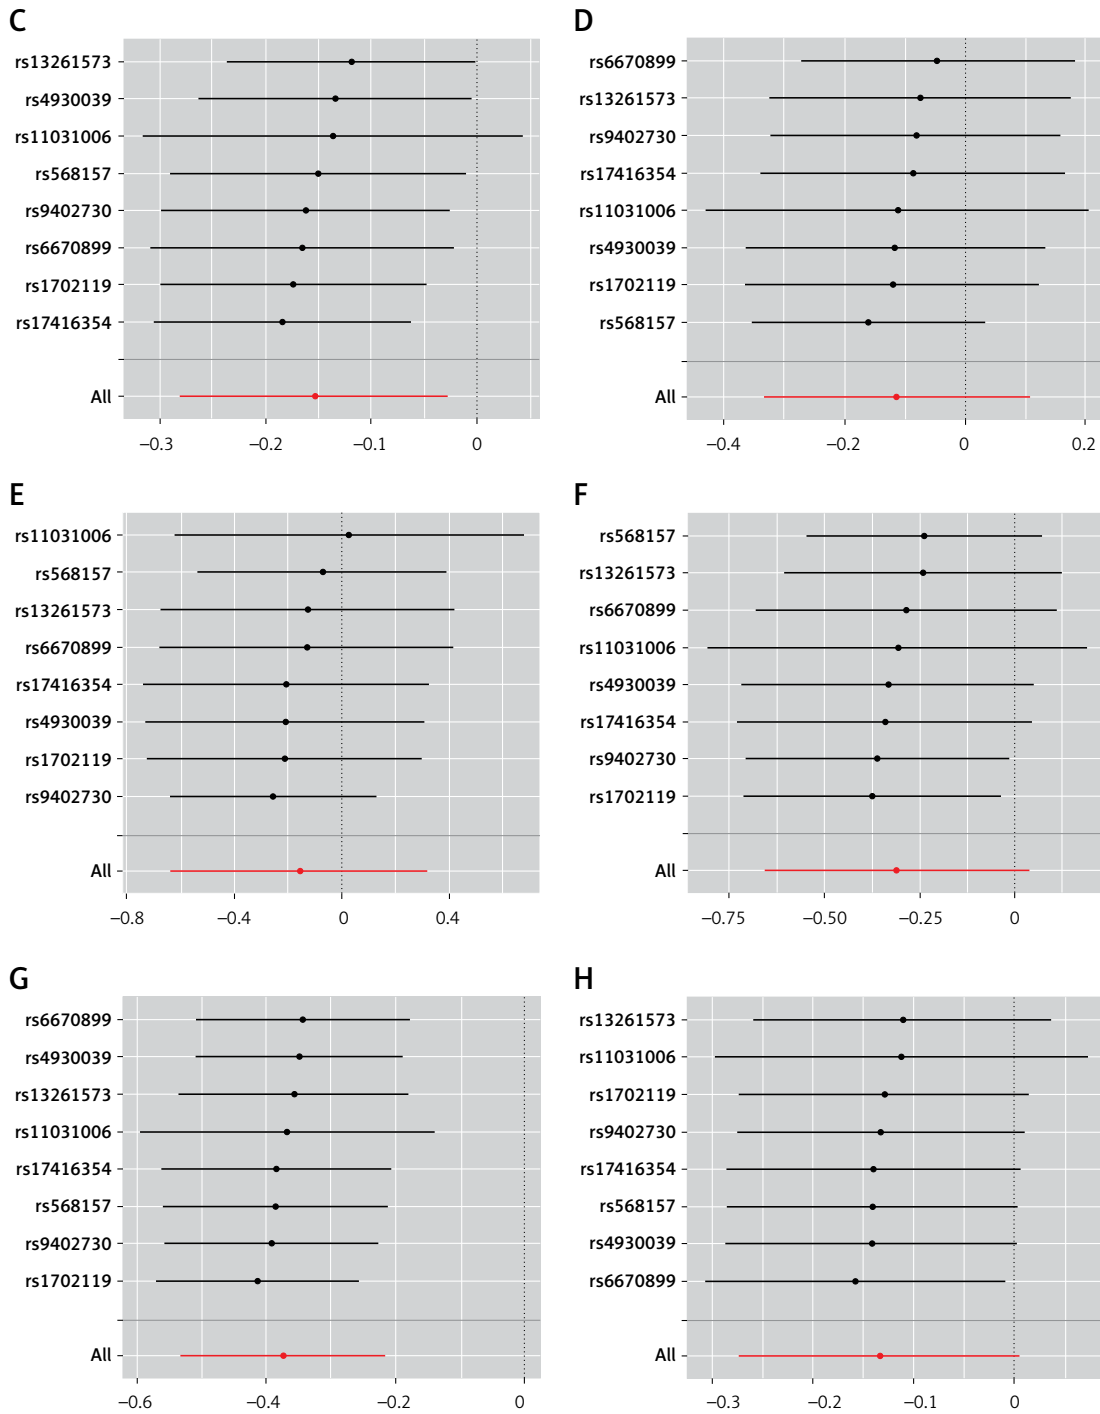 C
rs13261573
rs4930039
rs11031006
rs568157
rs9402730
rs6670899
rs1702119
rs17416354
All
−0.3 −0.2 −0.1 0
D
rs6670899
rs13261573
rs9402730
rs17416354
rs11031006
rs4930039
rs1702119
rs568157
All
−0.4 −0.2 0 0.2
E
rs11031006
rs568157
rs13261573
rs6670899
rs17416354
rs4930039
rs1702119
rs9402730
All
−0.8 −0.4 0 0.4
F
rs568157
rs13261573
rs6670899
rs11031006
rs4930039
rs17416354
rs9402730
rs1702119
All
−0.75 −0.50 −0.25 0
G
rs6670899
rs4930039
rs13261573
rs11031006
rs17416354
rs568157
rs9402730
rs1702119
All
−0.6 −0.4 −0.2 0
H
rs13261573
rs11031006
rs1702119
rs9402730
rs17416354
rs568157
rs4930039
rs6670899
All
−0.3 −0.2 −0.1 0